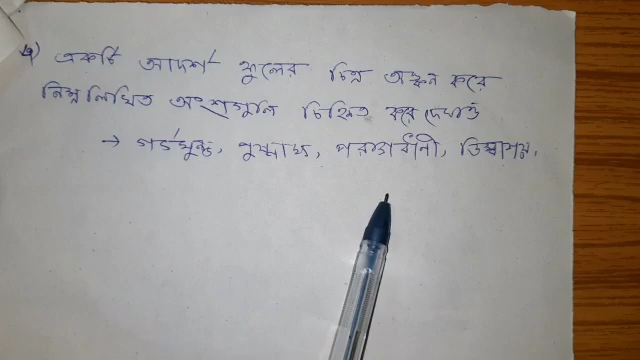 ৬) একটি আদর্শ ফুলের চিত্র অঙ্কন করে
নিম্নলিখিত অংশগুলি চিহ্নিত করে দেখাও
→ গর্ভমুন্ড, পুষ্পাক্ষ, পরাগধানী, ডিম্বাশয়,